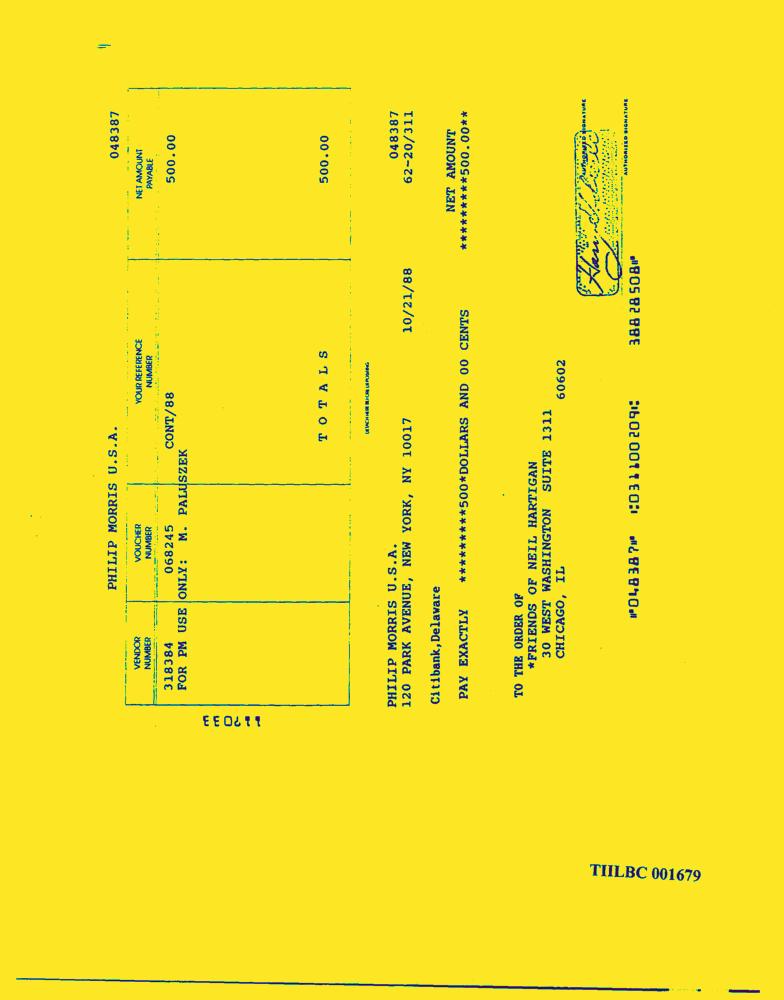 PHILIP MORRIS U.S.A. 048387
VENDOR NUMBER VOUCHER NUMBER YOUR REFERENCE NUMBER NET AMOUNT PAYABLE
318384 068245 CONT/88 500.00
FOR PM USE ONLY: M. PALUSZEK
T O T A L S 500.00
117033
DETACH BEFORE DEPOSITING
PHILIP MORRIS U.S.A. 048387
120 PARK AVENUE, NEW YORK, NY 10017 10/21/88 62-20/311
Citibank, Delaware
NET AMOUNT
PAY EXACTLY *********500*DOLLARS AND 00 CENTS *********500.00**
TO THE ORDER OF
*FRIENDS OF NEIL HARTIGAN
30 WEST WASHINGTON SUITE 1311
CHICAGO, IL 60602
AUTHORIZED SIGNATURE
AUTHORIZED SIGNATURE
⑈048387⑈ ⑆031100209⑆ 38828508⑈
TIILBC 001679